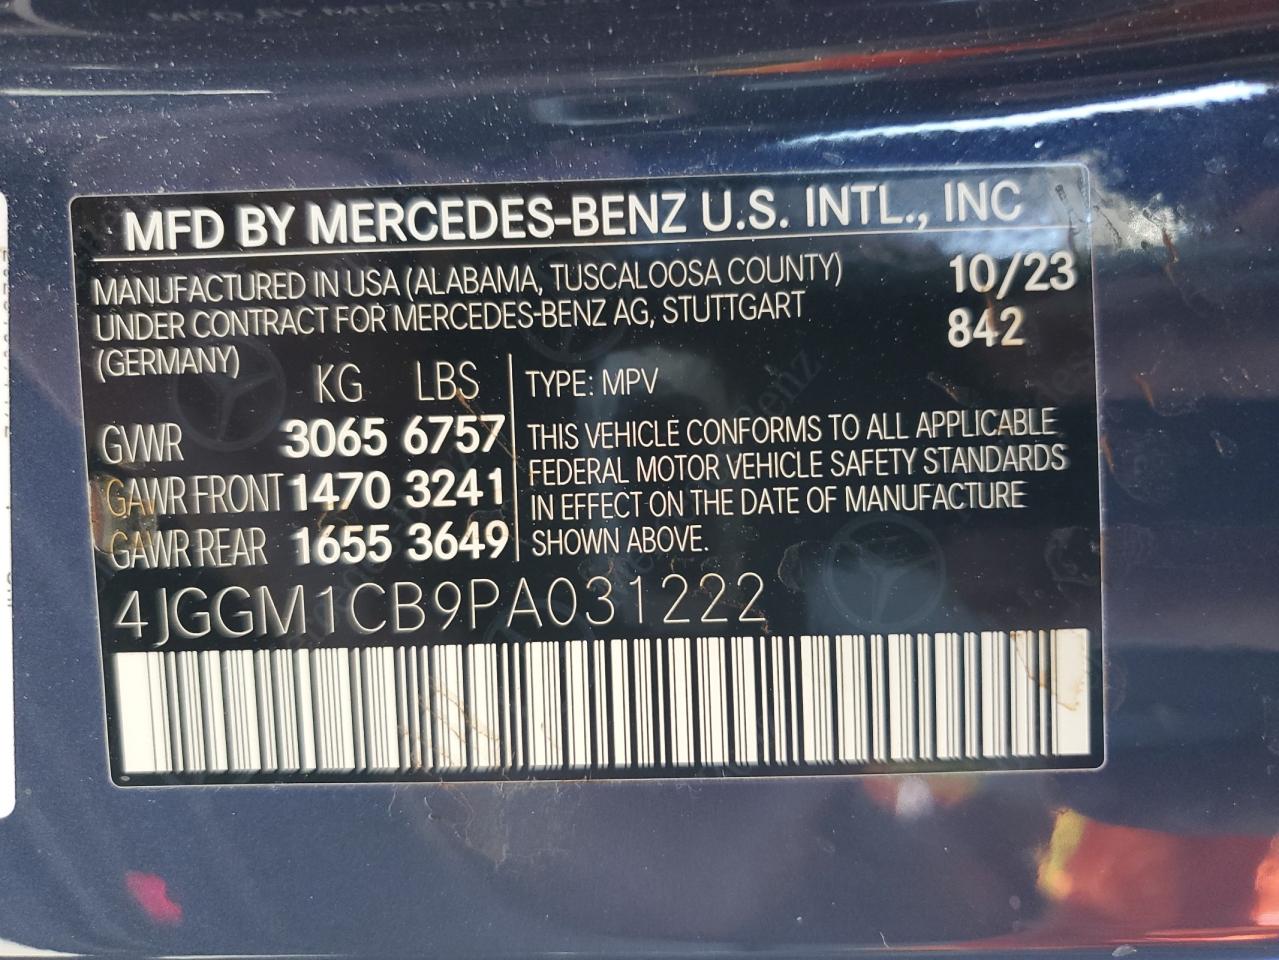 MFD BY MERCEDES-BENZ U.S. INTL., INC
MANUFACTURED IN USA (ALABAMA, TUSCALOOSA COUNTY) 10/23
UNDER CONTRACT FOR MERCEDES-BENZ AG, STUTTGART 842
(GERMANY)
KG LBS
GVWR 3065 6757
GAWR FRONT 1470 3241
GAWR REAR 1655 3649
TYPE: MPV
THIS VEHICLE CONFORMS TO ALL APPLICABLE
FEDERAL MOTOR VEHICLE SAFETY STANDARDS
IN EFFECT ON THE DATE OF MANUFACTURE
SHOWN ABOVE.
4JGGM1CB9PA031222